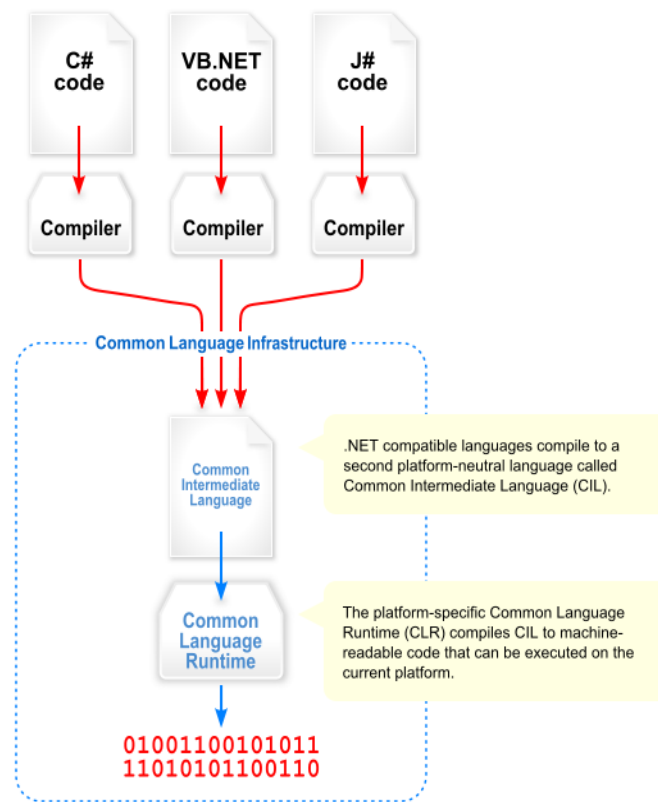 C#
code
VB.NET
code
J#
code
Compiler
Compiler
Compiler
Common Language Infrastructure
Common
Intermediate
Language
.NET compatible languages compile to a
second platform-neutral language called
Common Intermediate Language (CIL).
Common
Language
Runtime
The platform-specific Common Language
Runtime (CLR) compiles CIL to machine-
readable code that can be executed on the
current platform.
01001100101011
11010101100110